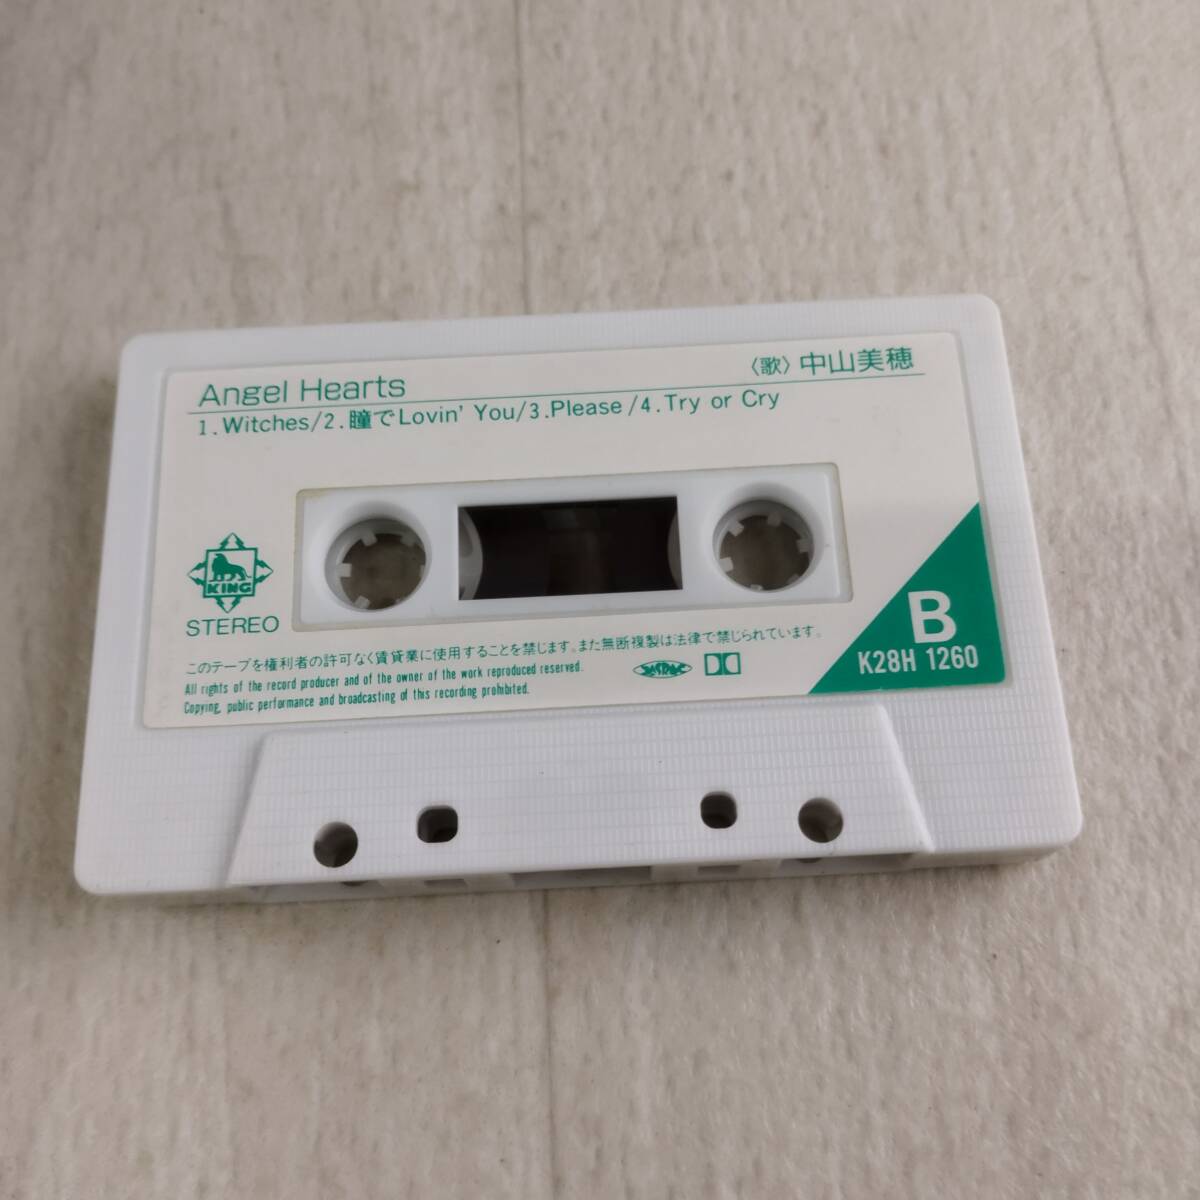 Angel Hearts
〈歌〉中山美穂
1.Witches/2.瞳でLovin' You/3.Please/4.Try or Cry
KING
STEREO
このテープを権利者の許可なく賃貸業に使用することを禁じます。また無断複製は法律で禁じられています。
All rights of the record producer and of the owner of the work reproduced reserved.
Copying, public performance and broadcasting of this recording prohibited.
JASRAC
B
K28H 1260